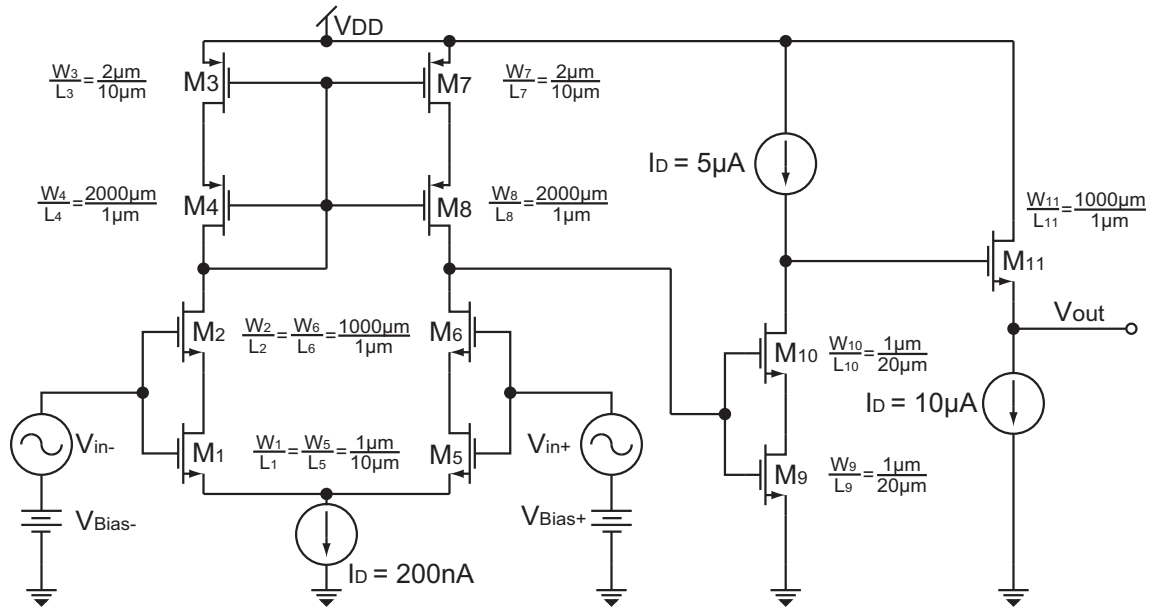 VDD
W3/L3=2µm/10µm
M3
M7
W7/L7=2µm/10µm
ID = 5µA
W4/L4=2000µm/1µm
M4
M8
W8/L8=2000µm/1µm
W11/L11=1000µm/1µm
M11
M2
W2/L2=W6/L6=1000µm/1µm
M6
Vout
M10
W10/L10=1µm/20µm
ID = 10µA
Vin-
M1
W1/L1=W5/L5=1µm/10µm
M5
Vin+
M9
W9/L9=1µm/20µm
VBias-
VBias+
ID = 200nA